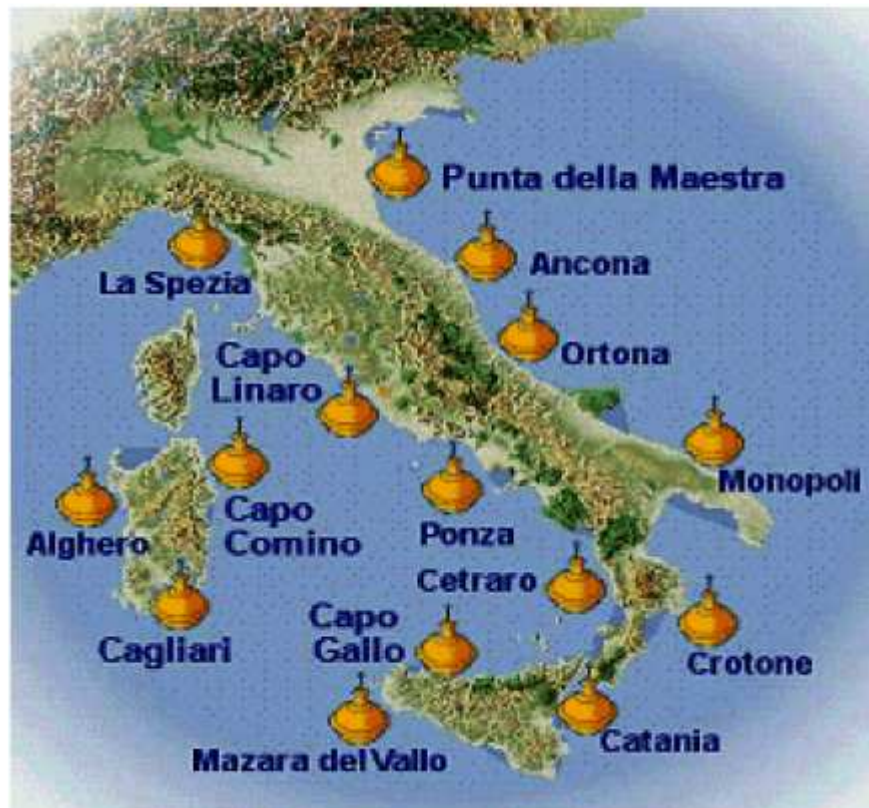 Punta della Maestra
Ancona
La Spezia
Ortona
Capo
Linaro
Monopoli
Alghero
Capo
Comino
Ponza
Cetraro
Capo
Gallo
Cagliari
Crotone
Catania
Mazara del Vallo